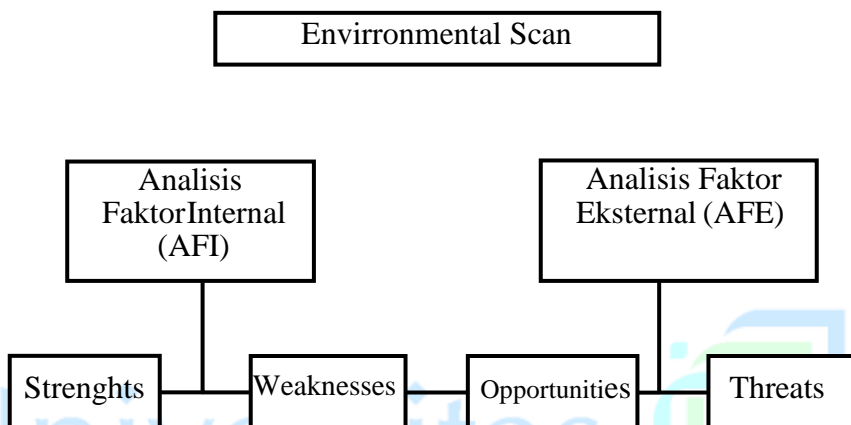 Envirronmental Scan
Analisis
FaktorInternal
(AFI)
Analisis Faktor
Eksternal (AFE)
Strenghts
Weaknesses
Opportunities
Threats